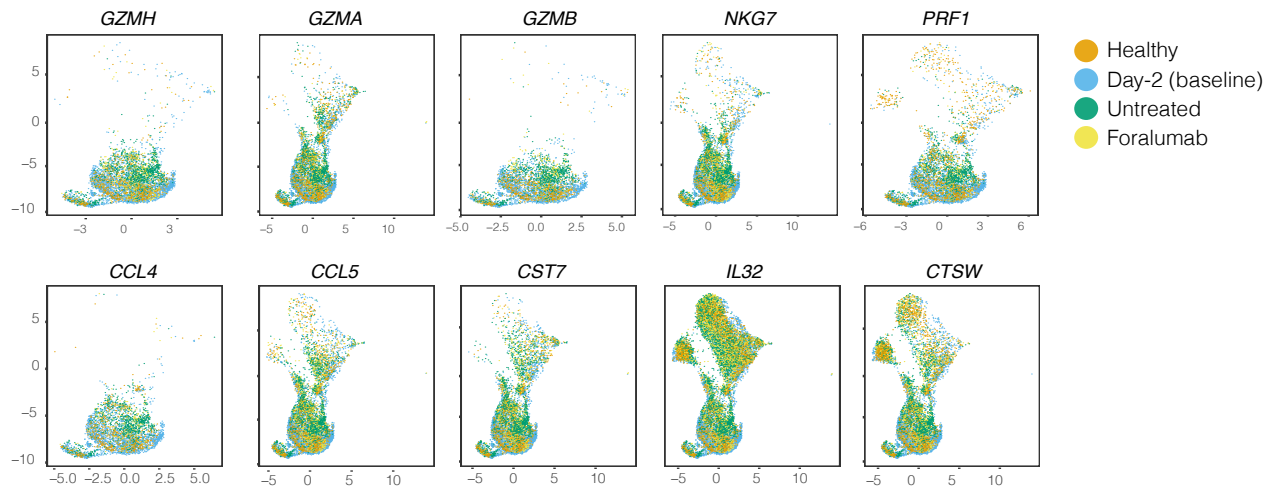 GZMH GZMA GZMB NKG7 PRF1
Healthy
Day-2 (baseline)
Untreated
Foralumab
5
0
−5
−10
−3 0 3
−5 0 5 10
−5.0 −2.5 0.0 2.5 5.0
−5 0 5 10
−6 −3 0 3 6
CCL4 CCL5 CST7 IL32 CTSW
5
0
−5
−10
−5.0 −2.5 0.0 2.5 5.0
−5 0 5 10
−5 0 5 10
−5 0 5 10
−5 0 5 10